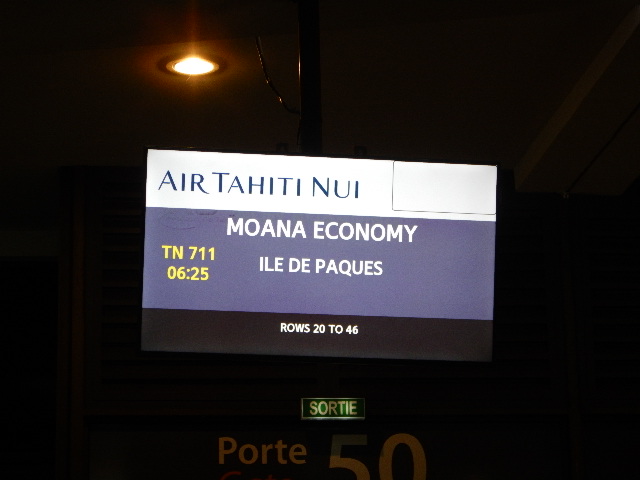 AIR TAHITI NUI
MOANA ECONOMY
TN 711
ILE DE PAQUES
06:25
ROWS 20 TO 46
SORTIE
Porte 50
Gate